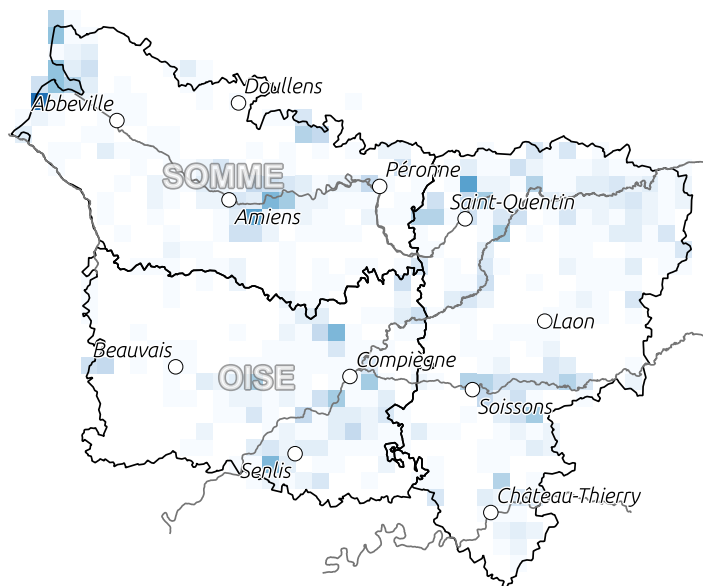 Doullens
Abbeville
Péronne
SOMME
Saint-Quentin
Amiens
Laon
Beauvais
Compiègne
OISE
Soissons
Senlis
Château-Thierry